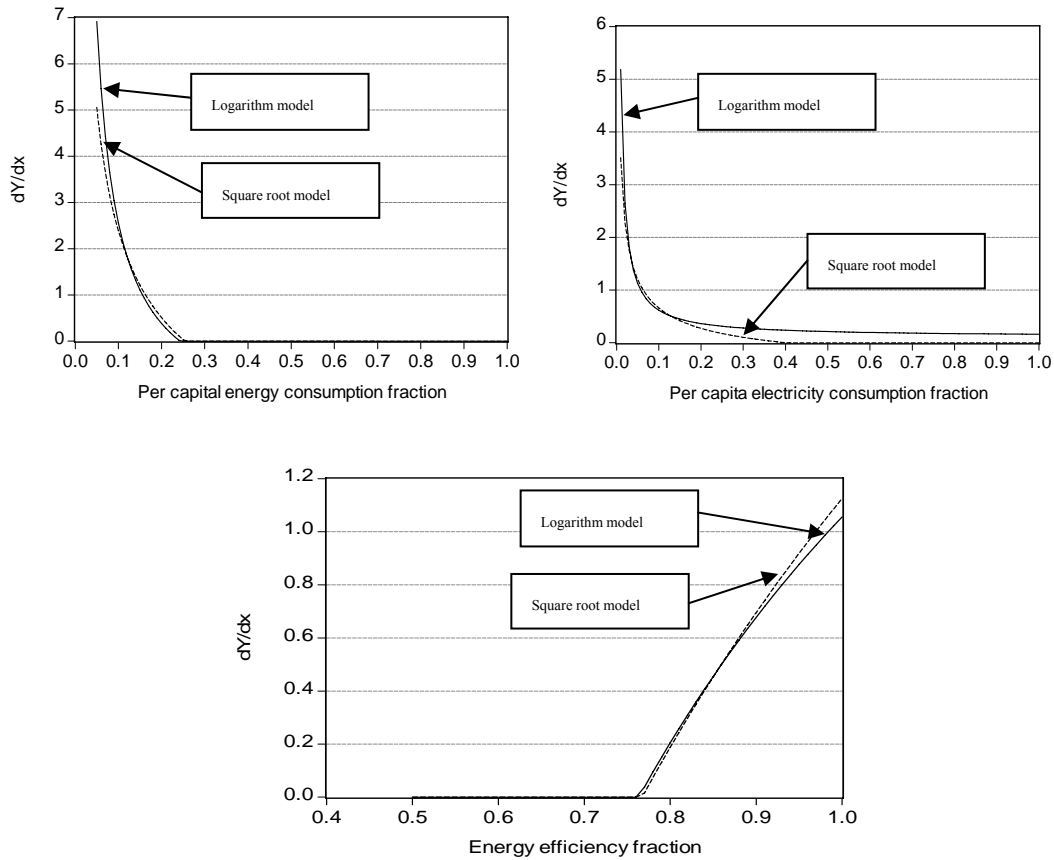 7
6
5
4
3
2
1
0
dY/dx
Logarithm model
Square root model
0.0 0.1 0.2 0.3 0.4 0.5 0.6 0.7 0.8 0.9 1.0
Per capital energy consumption fraction
6
5
4
3
2
1
0
dY/dx
Logarithm model
Square root model
0.0 0.1 0.2 0.3 0.4 0.5 0.6 0.7 0.8 0.9 1.0
Per capita electricity consumption fraction
1.2
1.0
0.8
0.6
0.4
0.2
0.0
dY/dx
Logarithm model
Square root model
0.4 0.5 0.6 0.7 0.8 0.9 1.0
Energy efficiency fraction